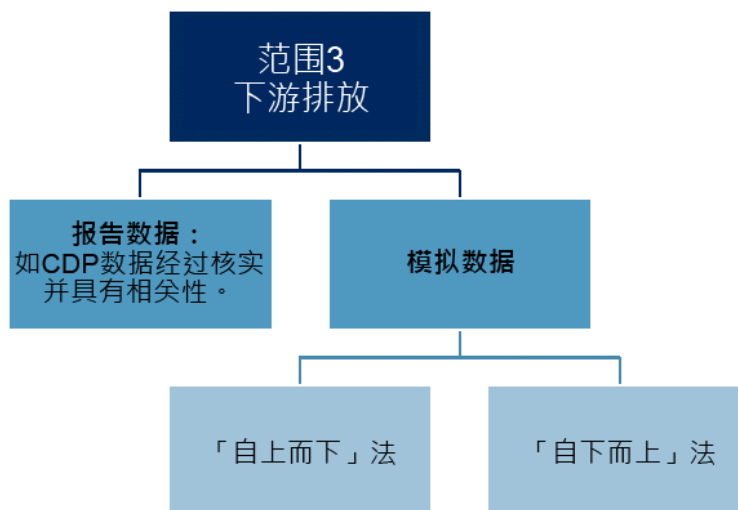 范围3
下游排放
报告数据：
如CDP数据经过核实
并具有相关性。
模拟数据
「自上而下」法
「自下而上」法